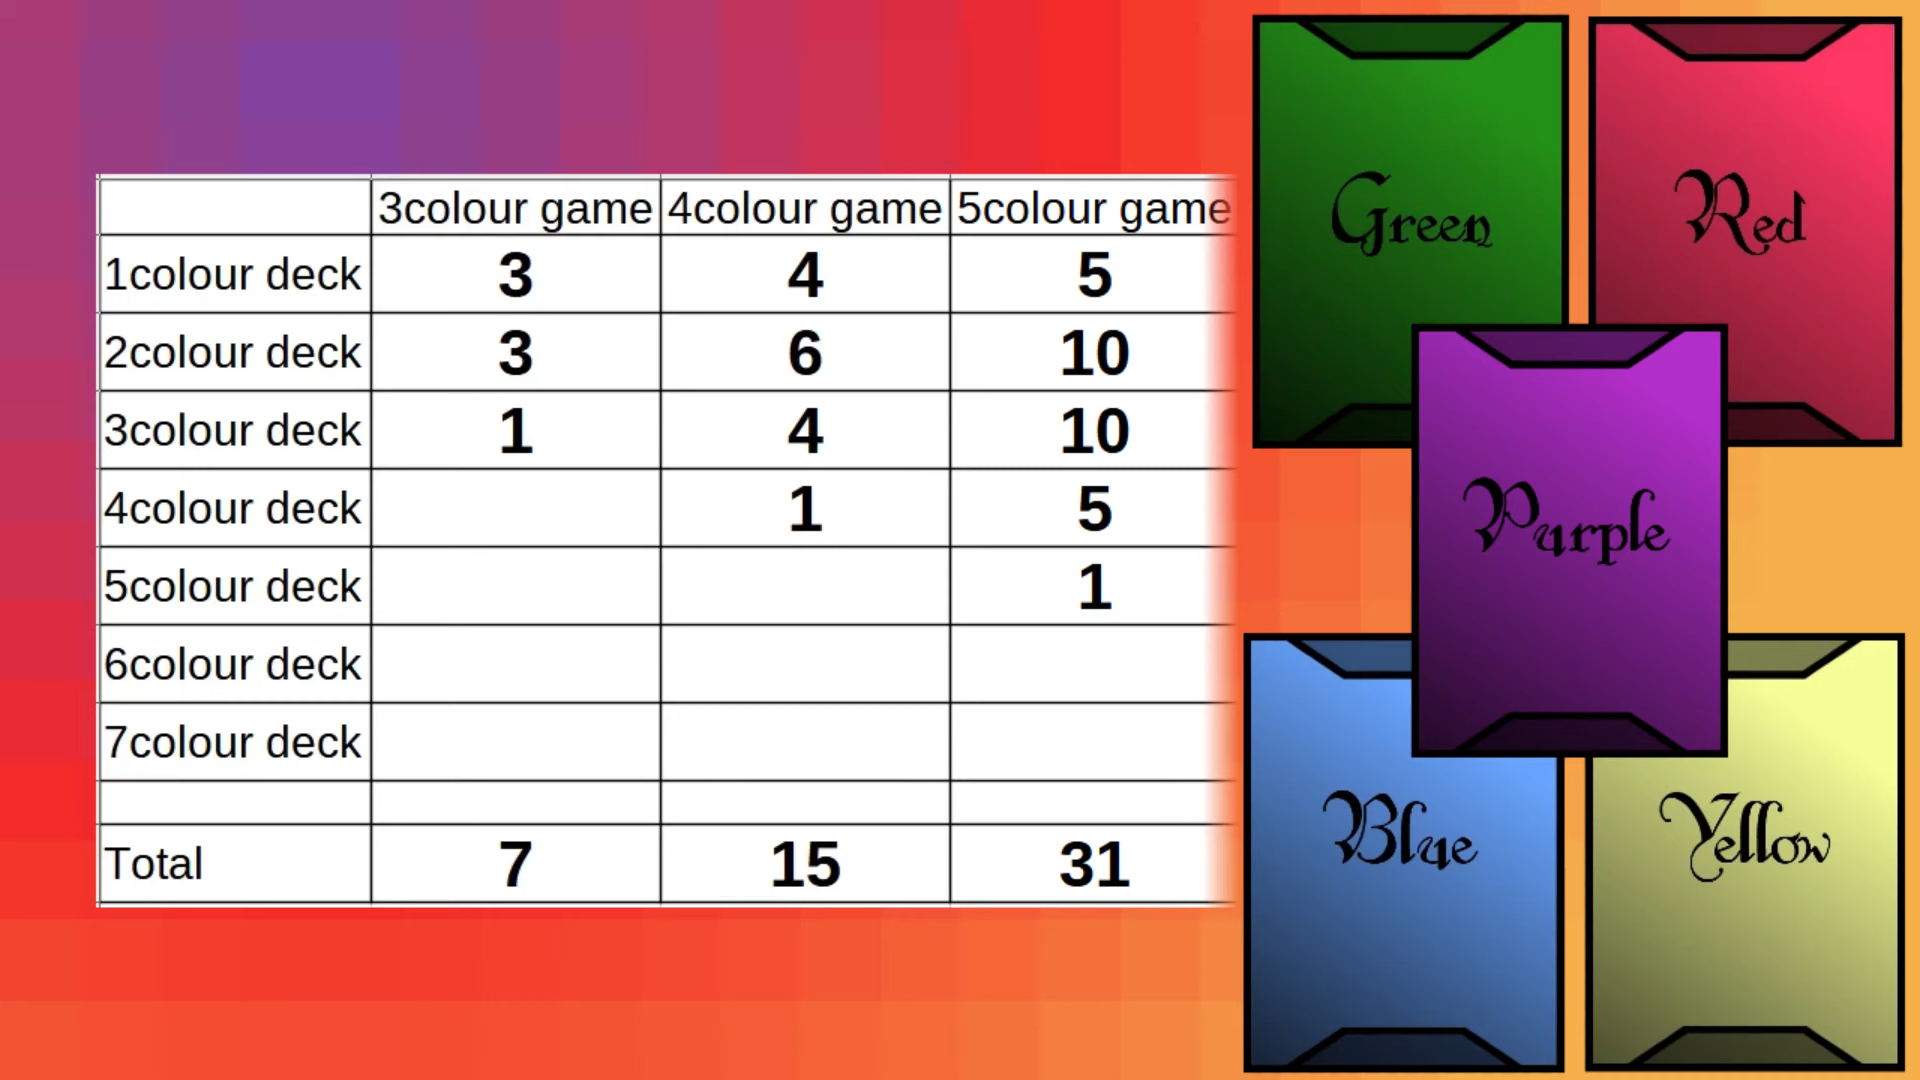 3colour game 4colour game 5colour game
1colour deck 3 4 5
2colour deck 3 6 10
3colour deck 1 4 10
4colour deck 1 5
5colour deck 1
6colour deck
7colour deck
Total 7 15 31
Green
Red
Purple
Blue
Yellow